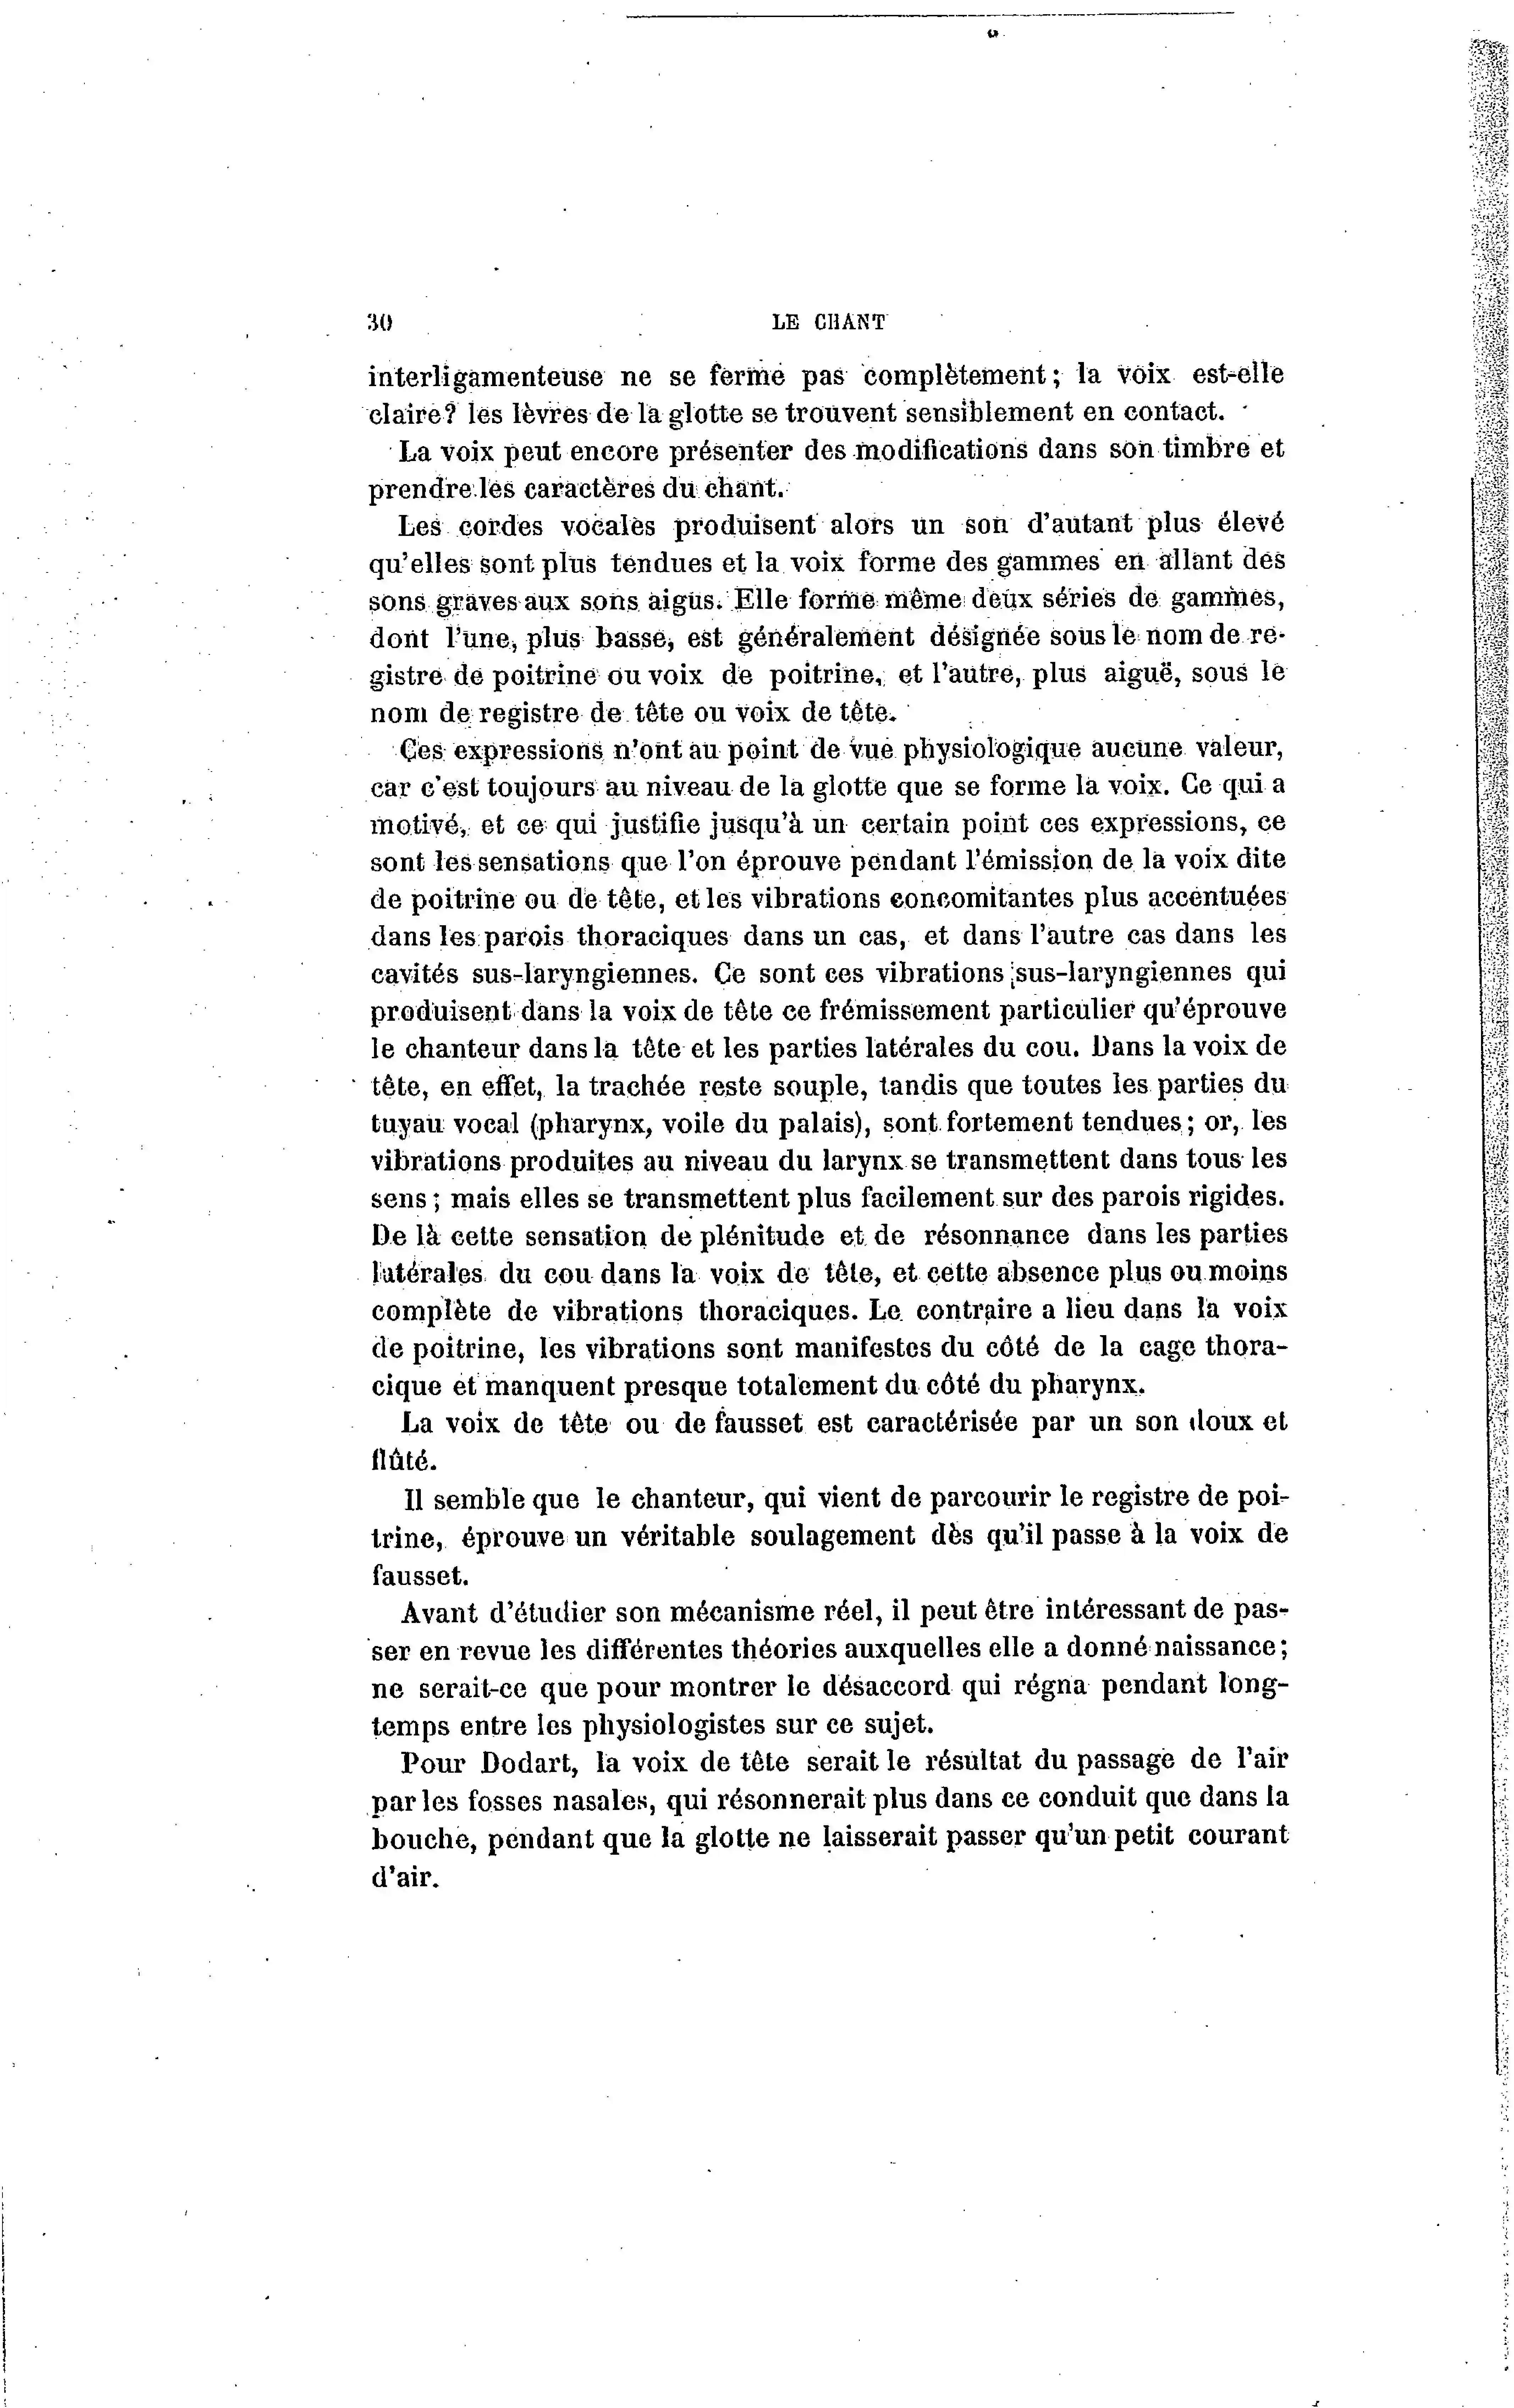 30
LE CHANT
interligamenteuse ne se ferme pas complètement; la voix est-elle
claire? les lèvres de la glotte se trouvent sensiblement en contact.
La voix peut encore présenter des modifications dans son timbre et
prendre les caractères du chant.
Les cordes vocales produisent alors un son d'autant plus élevé
qu'elles sont plus tendues et la voix forme des gammes en allant des
sons graves aux sons aigus. Elle forme même deux séries de gammes,
dont l'une, plus basse, est généralement désignée sous le nom de re-
gistre de poitrine ou voix de poitrine, et l'autre, plus aiguë, sous le
nom de registre de tête ou voix de tête.
Ces expressions n'ont au point de vue physiologique aucune valeur,
car c'est toujours au niveau de la glotte que se forme la voix. Ce qui a
motivé, et ce qui justifie jusqu'à un certain point ces expressions, ce
sont les sensations que l'on éprouve pendant l'émission de la voix dite
de poitrine ou de tête, et les vibrations concomitantes plus accentuées
dans les parois thoraciques dans un cas, et dans l'autre cas dans les
cavités sus-laryngiennes. Ce sont ces vibrations sus-laryngiennes qui
produisent dans la voix de tête ce frémissement particulier qu'éprouve
le chanteur dans la tête et les parties latérales du cou. Dans la voix de
tête, en effet, la trachée reste souple, tandis que toutes les parties du
tuyau vocal (pharynx, voile du palais), sont fortement tendues; or, les
vibrations produites au niveau du larynx se transmettent dans tous les
sens; mais elles se transmettent plus facilement sur des parois rigides.
De là cette sensation de plénitude et de résonnance dans les parties
latérales du cou dans la voix de tête, et cette absence plus ou moins
complète de vibrations thoraciques. Le contraire a lieu dans la voix
de poitrine, les vibrations sont manifestes du côté de la cage thora-
cique et manquent presque totalement du côté du pharynx.
La voix de tête ou de fausset est caractérisée par un son doux et
flûté.
Il semble que le chanteur, qui vient de parcourir le registre de poi-
trine, éprouve un véritable soulagement dès qu'il passe à la voix de
fausset.
Avant d'étudier son mécanisme réel, il peut être intéressant de pas-
ser en revue les différentes théories auxquelles elle a donné naissance;
ne serait-ce que pour montrer le désaccord qui régna pendant long-
temps entre les physiologistes sur ce sujet.
Pour Dodart, la voix de tête serait le résultat du passage de l'air
par les fosses nasales, qui résonnerait plus dans ce conduit que dans la
bouche, pendant que la glotte ne laisserait passer qu'un petit courant
d'air.